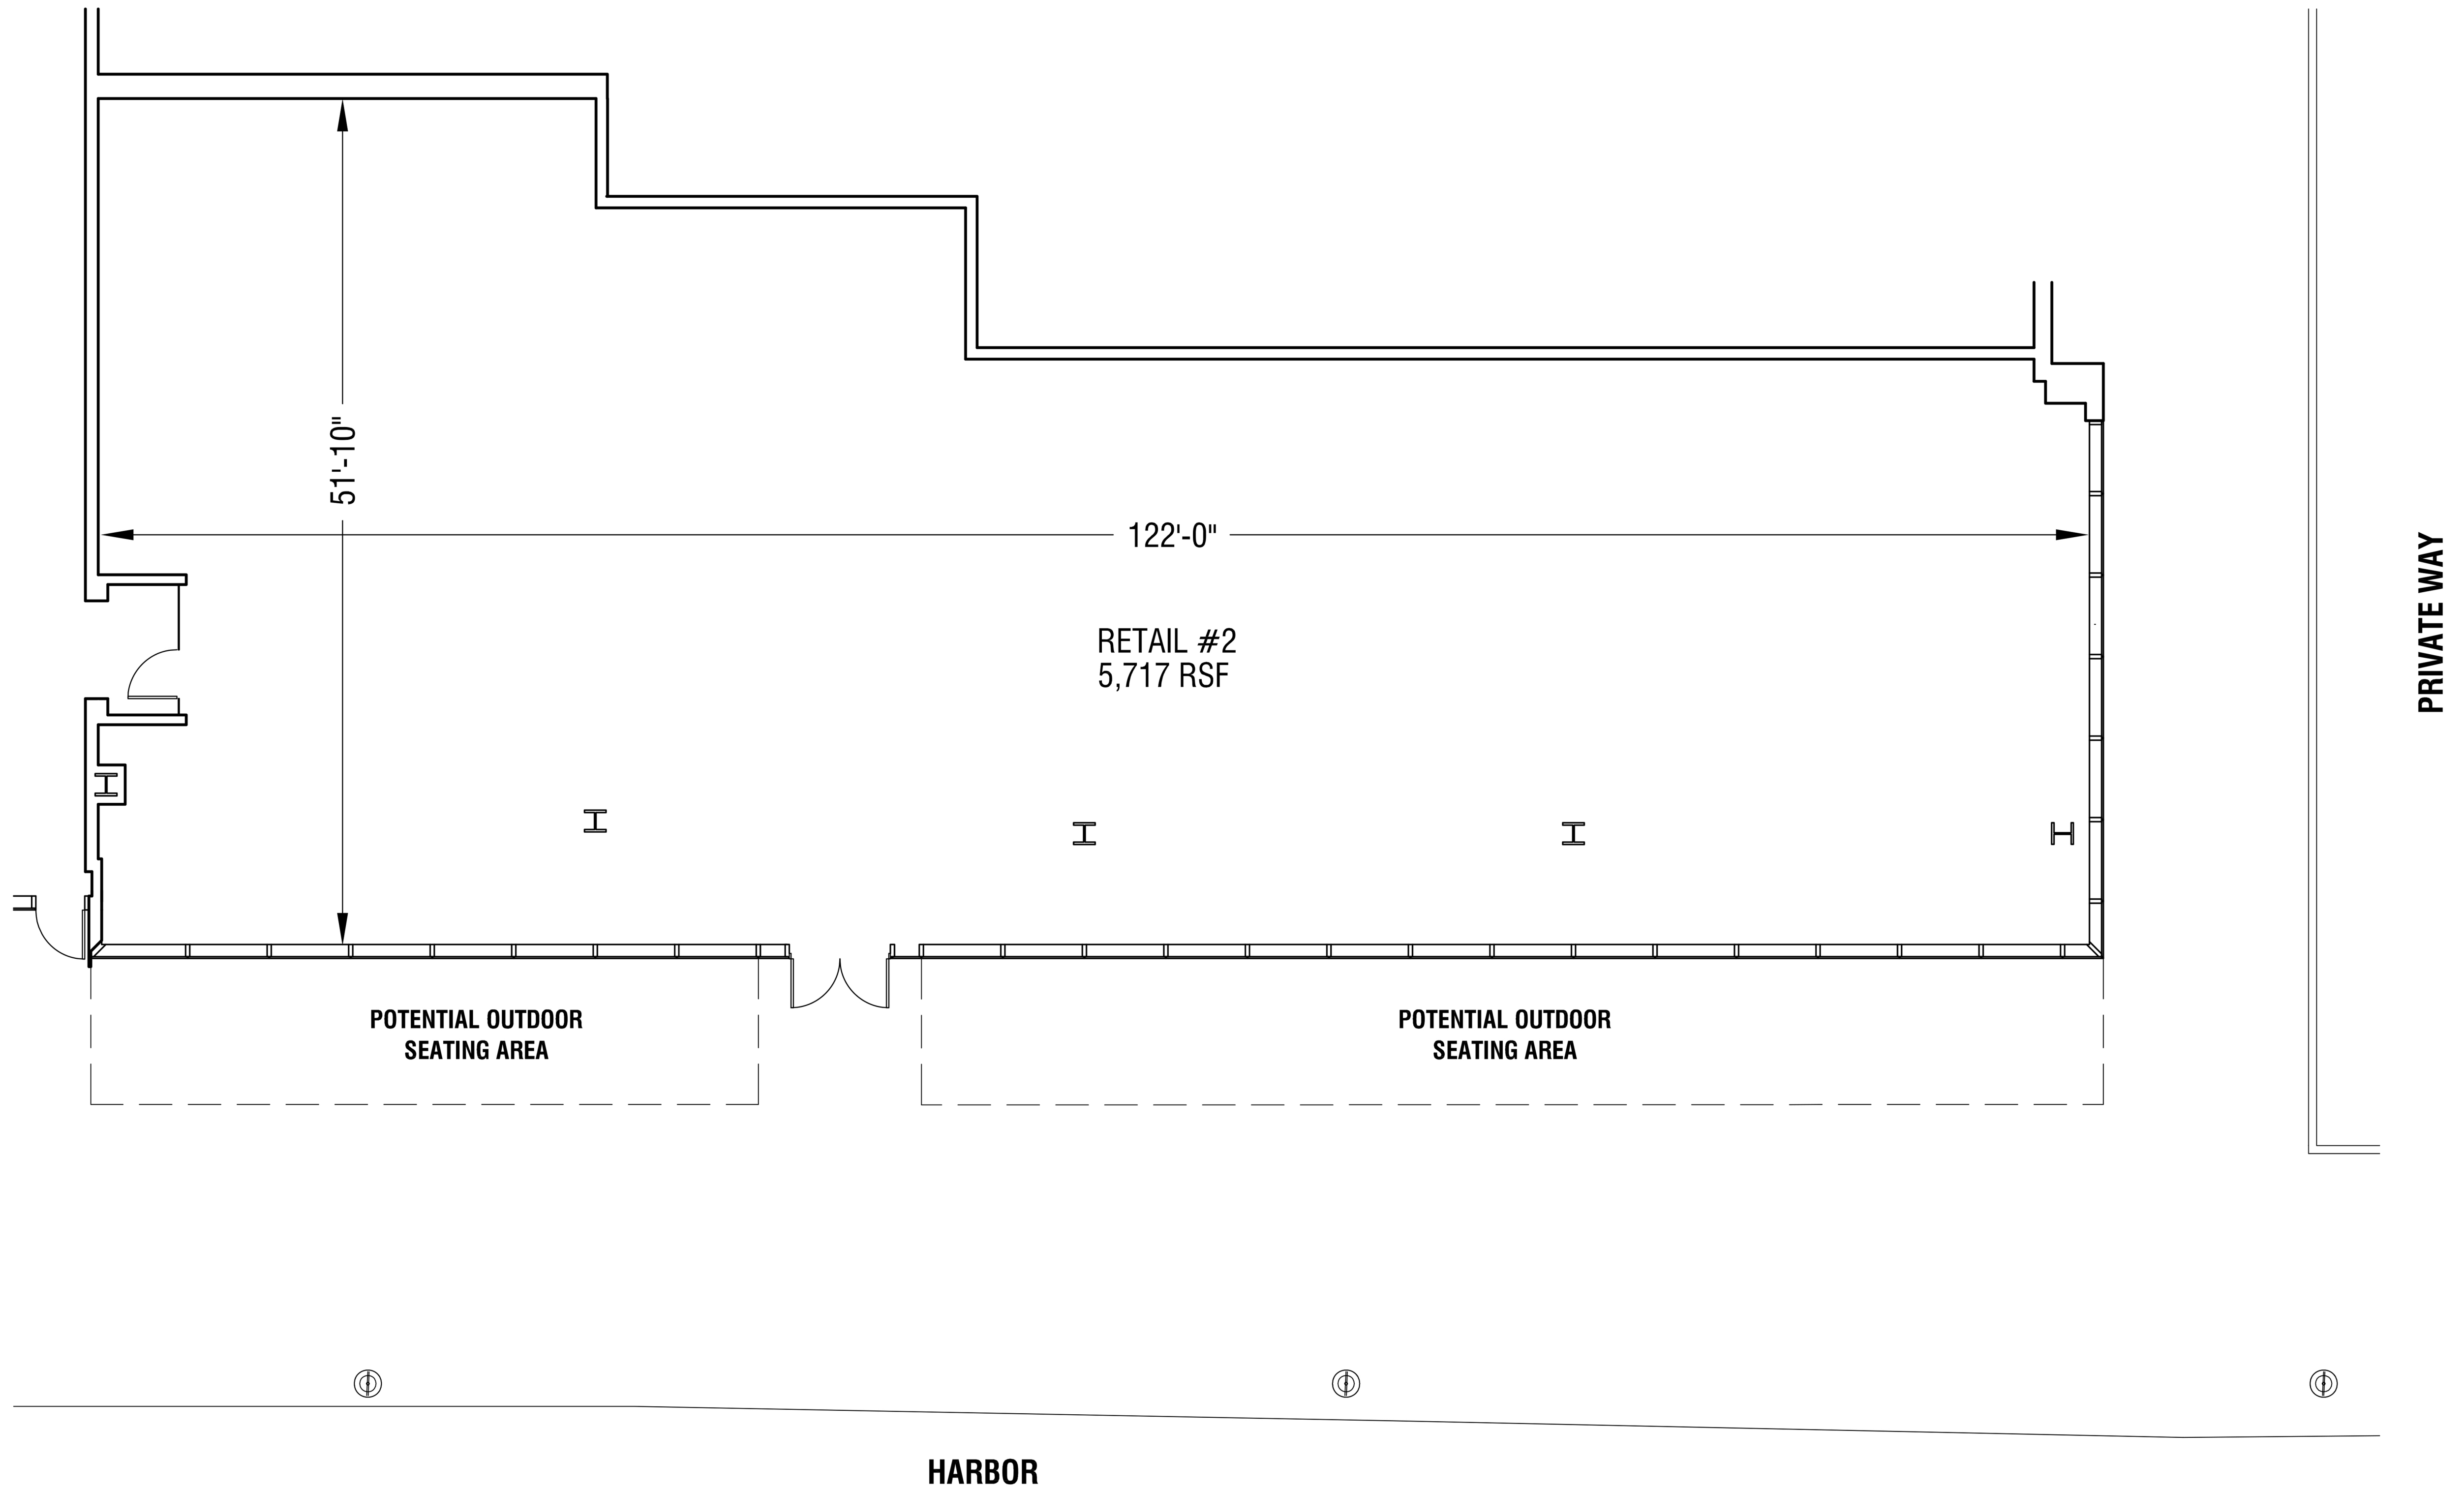 51'-10"
122'-0"
RETAIL #2
5,717 RSF
PRIVATE WAY
POTENTIAL OUTDOOR
SEATING AREA
POTENTIAL OUTDOOR
SEATING AREA
HARBOR